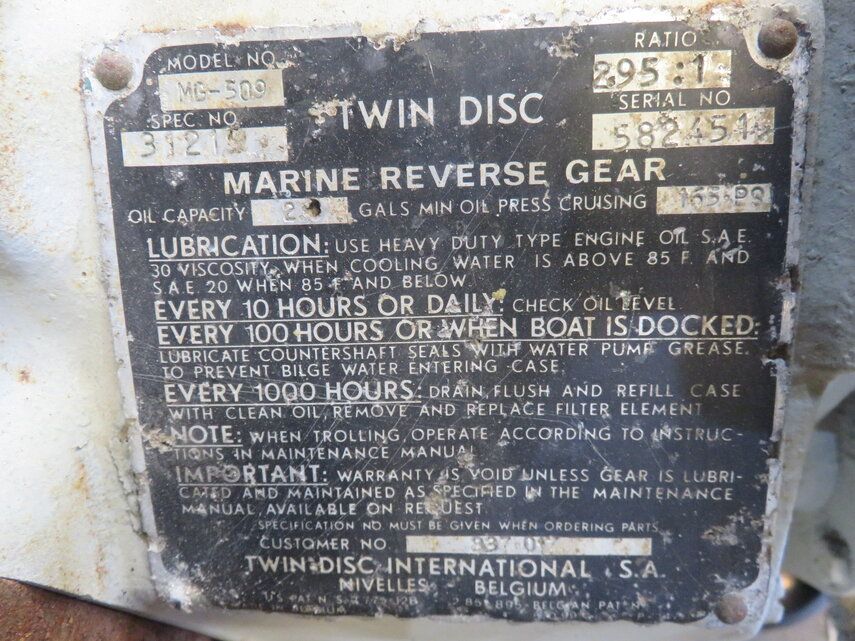 MODEL NO
RATIO
MG-509
295:1
SPEC. NO.
TWIN DISC
SERIAL NO.
MARINE REVERSE GEAR
OIL CAPACITY GALS MIN OIL PRESS CRUISING
LUBRICATION: USE HEAVY DUTY TYPE ENGINE OIL S.A.E.
30 VISCOSITY, WHEN COOLING WATER IS ABOVE 85 F. AND
S.A.E. 20 WHEN 85 F. AND BELOW
EVERY 10 HOURS OR DAILY: CHECK OIL LEVEL
EVERY 100 HOURS OR WHEN BOAT IS DOCKED:
LUBRICATE COUNTERSHAFT SEALS WITH WATER PUMP GREASE.
TO PREVENT BILGE WATER ENTERING CASE.
EVERY 1000 HOURS: DRAIN, FLUSH AND REFILL CASE
WITH CLEAN OIL, REMOVE AND REPLACE FILTER ELEMENT
NOTE: WHEN TROLLING, OPERATE ACCORDING TO INSTRUC-
TIONS IN MAINTENANCE MANUAL
IMPORTANT: WARRANTY IS VOID UNLESS GEAR IS LUBRI-
CATED AND MAINTAINED AS SPECIFIED IN THE MAINTENANCE
MANUAL AVAILABLE ON REQUEST
SPECIFICATION NO. MUST BE GIVEN WHEN ORDERING PARTS
CUSTOMER NO
TWIN DISC INTERNATIONAL S.A.
NIVELLES BELGIUM